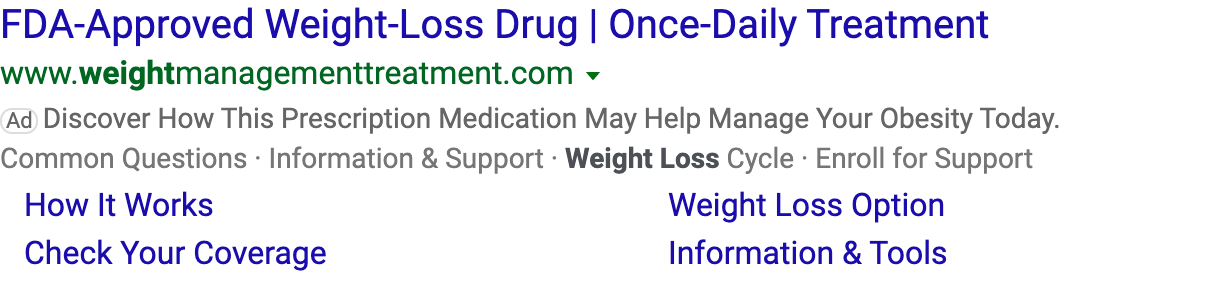 FDA-Approved Weight-Loss Drug | Once-Daily Treatment
www.weightmanagementtreatment.com
Ad Discover How This Prescription Medication May Help Manage Your Obesity Today.
Common Questions · Information & Support · Weight Loss Cycle · Enroll for Support
How It Works Weight Loss Option
Check Your Coverage Information & Tools